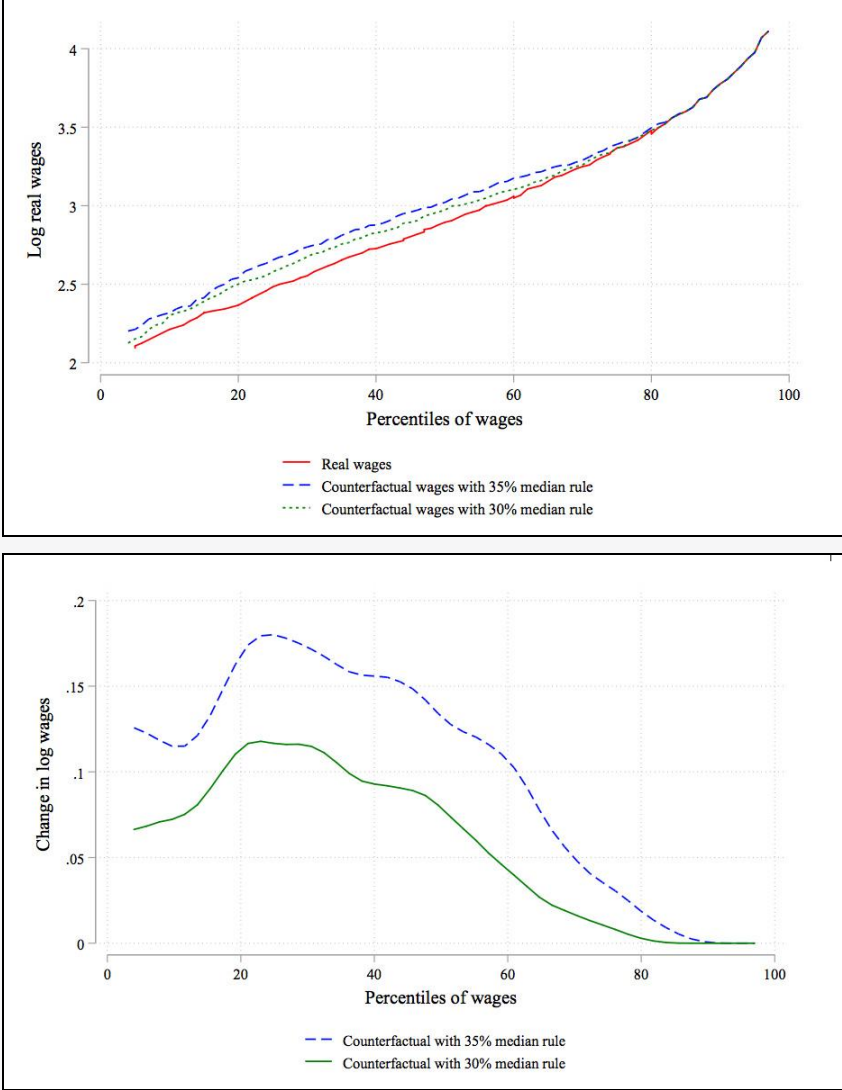 4
3.5
3
2.5
2
Log real wages
0 20 40 60 80 100
Percentiles of wages
Real wages
Counterfactual wages with 35% median rule
Counterfactual wages with 30% median rule
.2
.15
.1
.05
0
Change in log wages
0 20 40 60 80 100
Percentiles of wages
Counterfactual with 35% median rule
Counterfactual with 30% median rule